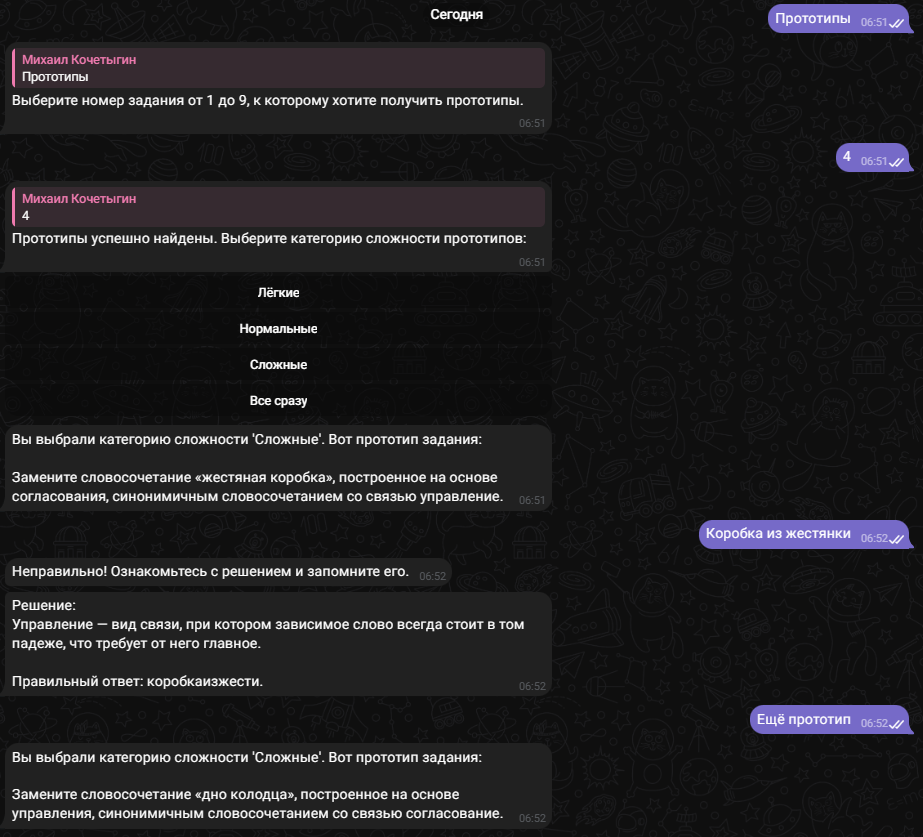 Сегодня
Прототипы 06:51
Михаил Кочетыгин
Прототипы
Выберите номер задания от 1 до 9, к которому хотите получить прототипы.
06:51
4 06:51
Михаил Кочетыгин
4
Прототипы успешно найдены. Выберите категорию сложности прототипов:
06:51
Лёгкие
Нормальные
Сложные
Все сразу
Вы выбрали категорию сложности 'Сложные'. Вот прототип задания:
Замените словосочетание «жестяная коробка», построенное на основе
согласования, синонимичным словосочетанием со связью управление. 06:51
Коробка из жестянки 06:52
Неправильно! Ознакомьтесь с решением и запомните его. 06:52
Решение:
Управление — вид связи, при котором зависимое слово всегда стоит в том
падеже, что требует от него главное.
Правильный ответ: коробкаизжести. 06:52
Ещё прототип 06:52
Вы выбрали категорию сложности 'Сложные'. Вот прототип задания:
Замените словосочетание «дно колодца», построенное на основе
управления, синонимичным словосочетанием со связью согласование. 06:52